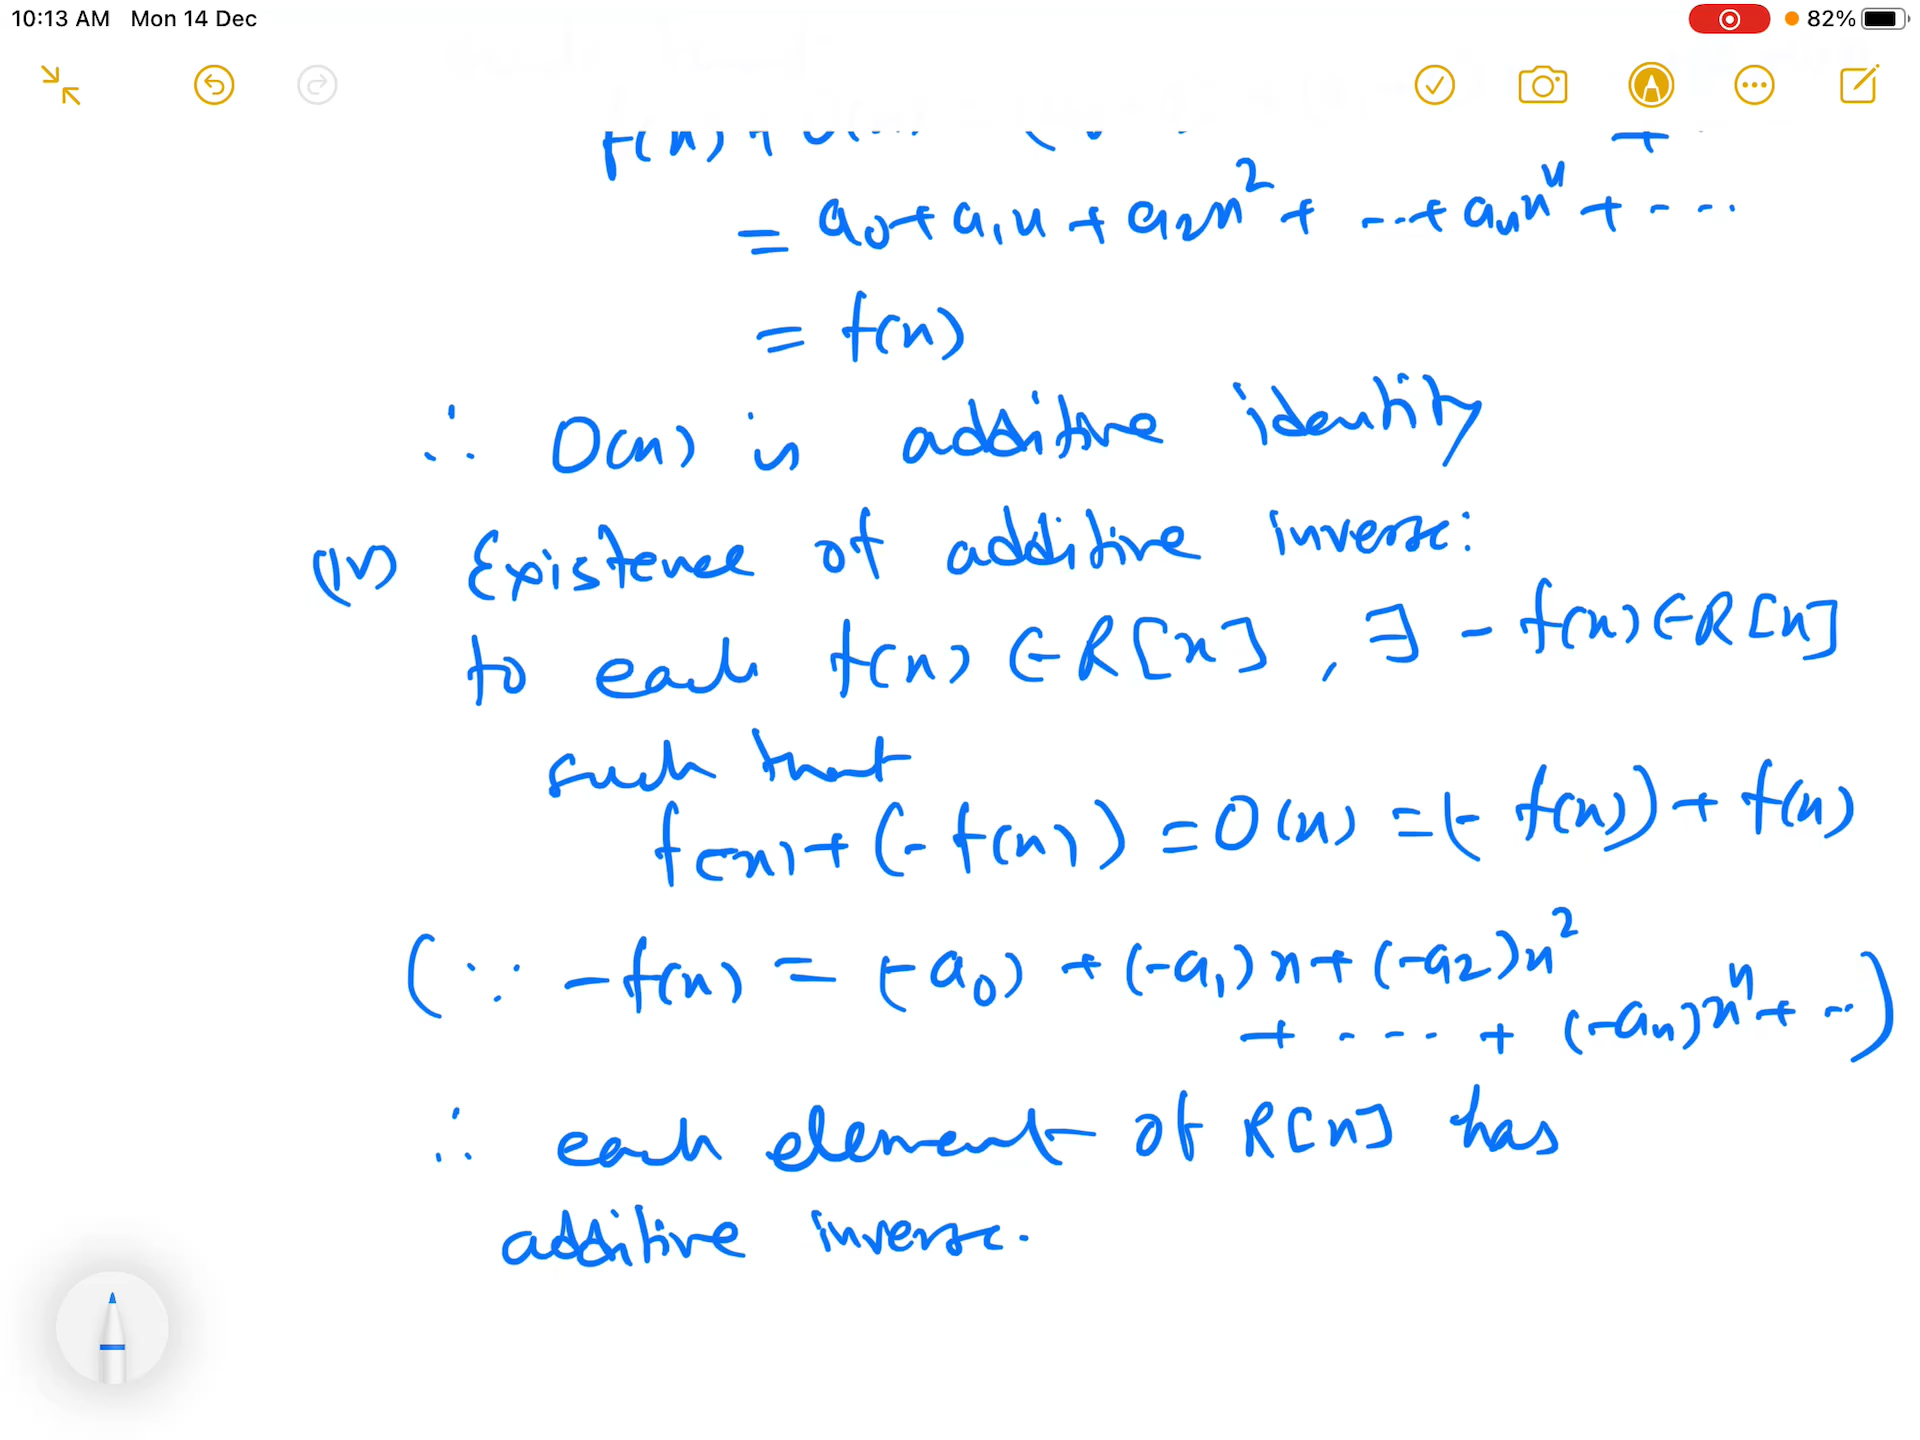 10:13 AM Mon 14 Dec 82%
= a₀ + a₁x + a₂x² + ... + aₙxⁿ + ...
= f(x)
∴ O(x) is additive identity
(iv) Existence of additive inverse:
to each f(x) ∈ R[x], ∃ - f(x) ∈ R[x]
such that
f(x) + (- f(x)) = O(x) = (- f(x)) + f(x)
(∵ -f(x) = (-a₀) + (-a₁)x + (-a₂)x²
+ .... + (-aₙ)xⁿ + ..)
∴ each element of R[x] has
additive inverse.